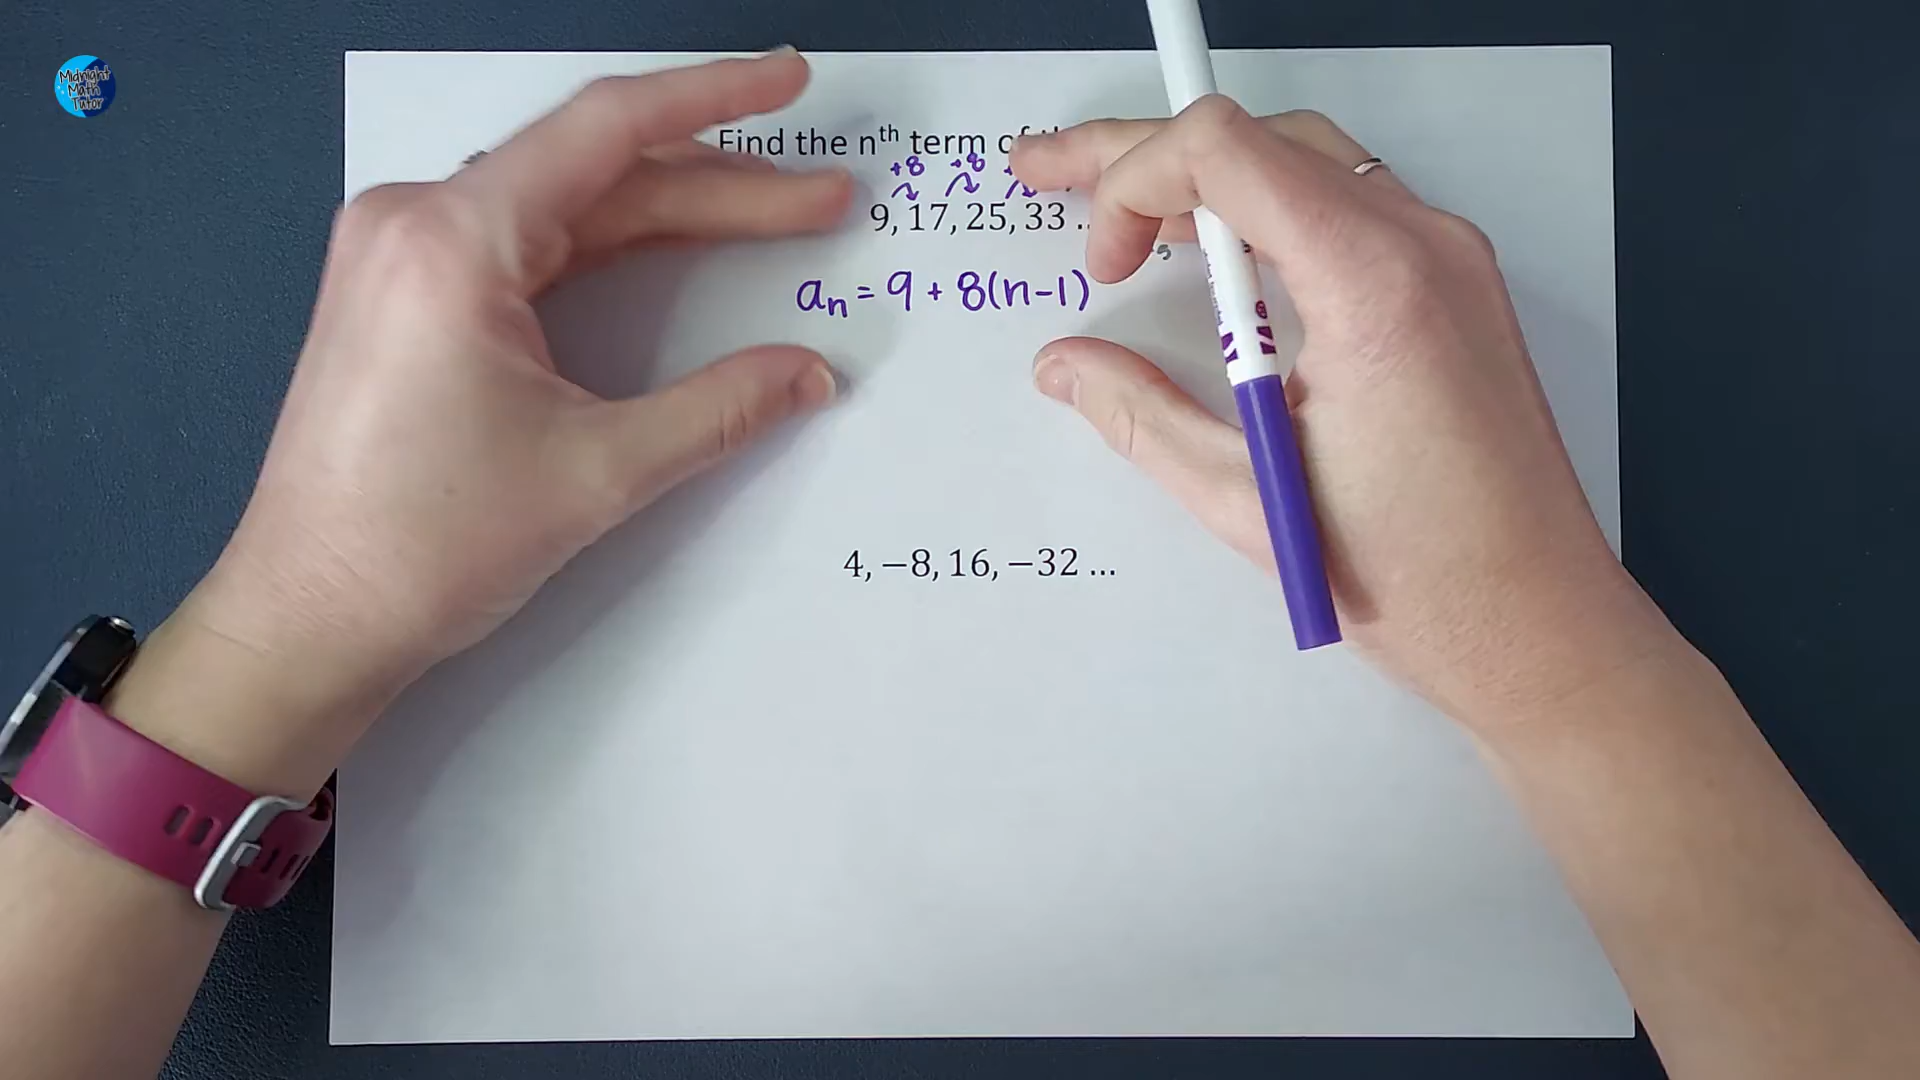 Midnight
Math
Tutor
Find the nth term of
+8 +8
9, 17, 25, 33 ..
an = 9 + 8(n-1)
4, −8, 16, −32 ...